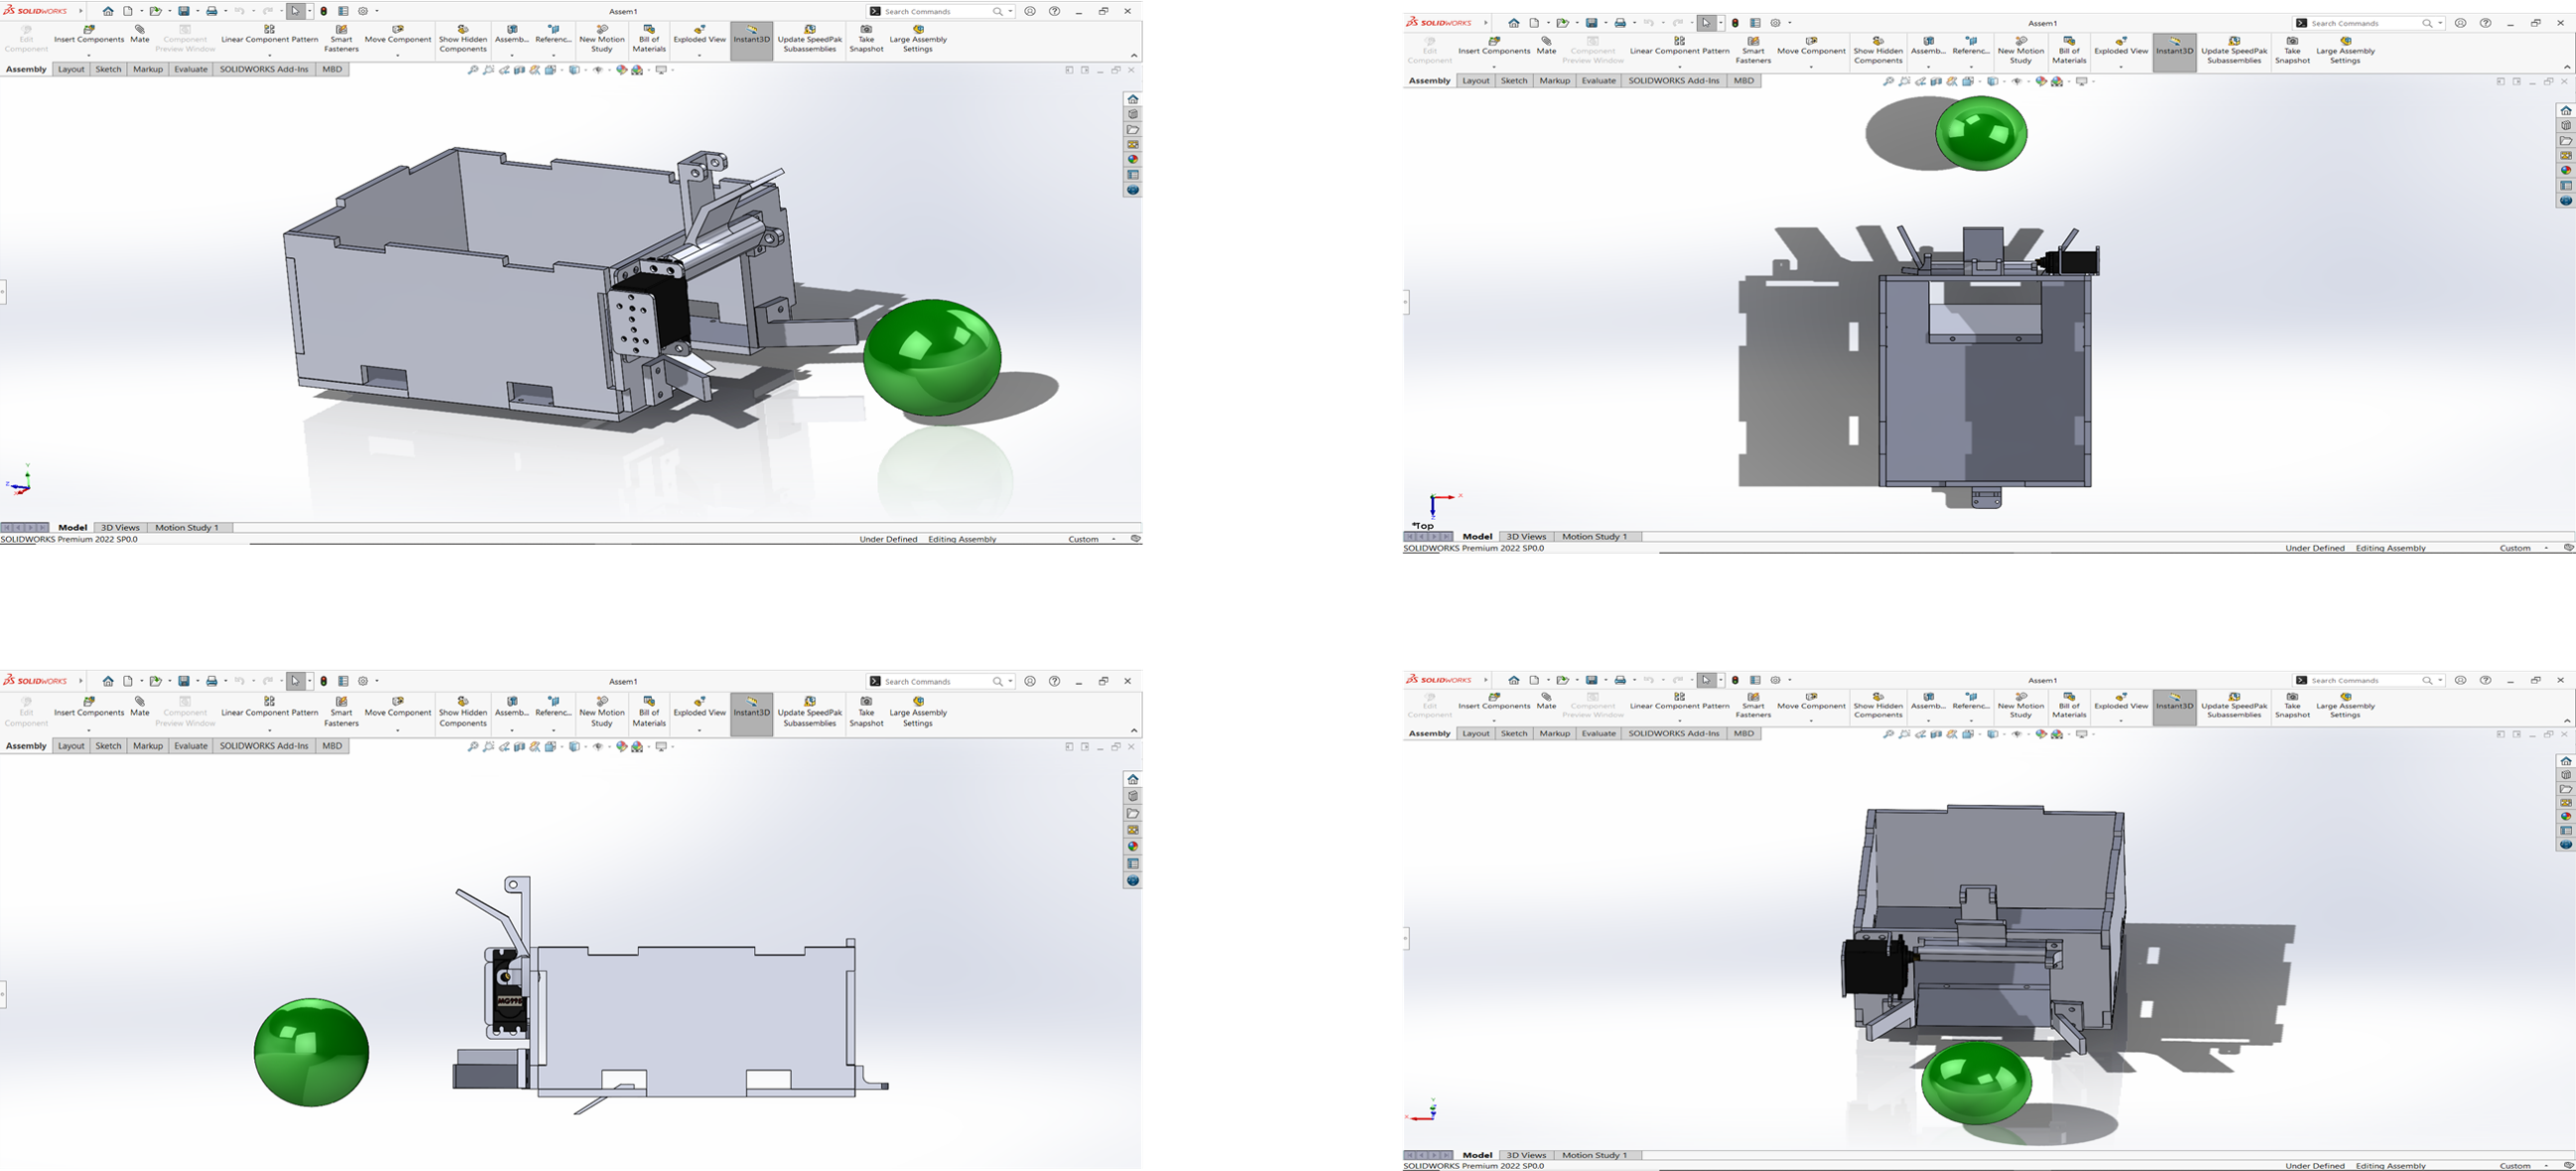 SOLIDWORKS
Assem1
Search Commands
Edit Component
Insert Components
Mate
Component Preview Window
Linear Component Pattern
Smart Fasteners
Move Component
Show Hidden Components
Assemb...
Referenc...
New Motion Study
Bill of Materials
Exploded View
Instant3D
Update SpeedPak Subassemblies
Take Snapshot
Large Assembly Settings
Assembly Layout Sketch Markup Evaluate SOLIDWORKS Add-Ins MBD
Model 3D Views Motion Study 1
SOLIDWORKS Premium 2022 SP0.0
Under Defined Editing Assembly Custom
SOLIDWORKS
Assem1
Search Commands
Edit Component
Insert Components
Mate
Component Preview Window
Linear Component Pattern
Smart Fasteners
Move Component
Show Hidden Components
Assemb...
Referenc...
New Motion Study
Bill of Materials
Exploded View
Instant3D
Update SpeedPak Subassemblies
Take Snapshot
Large Assembly Settings
Assembly Layout Sketch Markup Evaluate SOLIDWORKS Add-Ins MBD
*Top
Model 3D Views Motion Study 1
SOLIDWORKS Premium 2022 SP0.0
Under Defined Editing Assembly Custom
SOLIDWORKS
Assem1
Search Commands
Edit Component
Insert Components
Mate
Component Preview Window
Linear Component Pattern
Smart Fasteners
Move Component
Show Hidden Components
Assemb...
Referenc...
New Motion Study
Bill of Materials
Exploded View
Instant3D
Update SpeedPak Subassemblies
Take Snapshot
Large Assembly Settings
Assembly Layout Sketch Markup Evaluate SOLIDWORKS Add-Ins MBD
SOLIDWORKS
Assem1
Search Commands
Edit Component
Insert Components
Mate
Component Preview Window
Linear Component Pattern
Smart Fasteners
Move Component
Show Hidden Components
Assemb...
Referenc...
New Motion Study
Bill of Materials
Exploded View
Instant3D
Update SpeedPak Subassemblies
Take Snapshot
Large Assembly Settings
Assembly Layout Sketch Markup Evaluate SOLIDWORKS Add-Ins MBD
Model 3D Views Motion Study 1
SOLIDWORKS Premium 2022 SP0.0
Under Defined Editing Assembly Custom